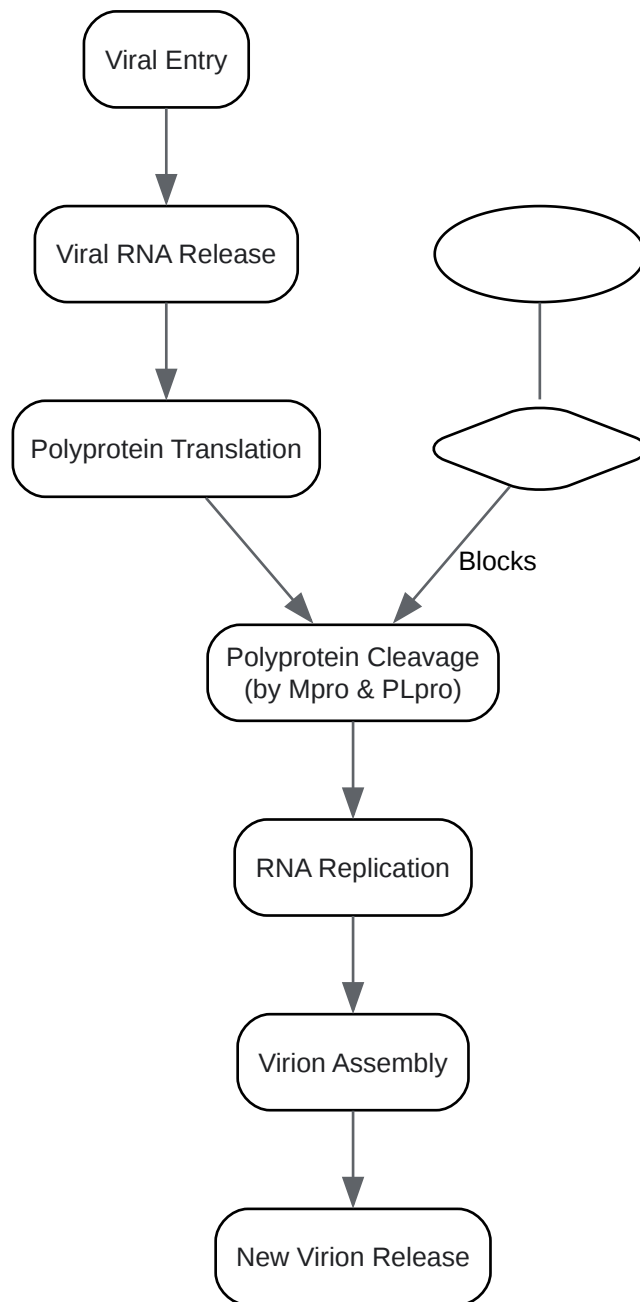 Viral Entry
Viral RNA Release
Polyprotein Translation
Blocks
Polyprotein Cleavage
(by Mpro & PLpro)
RNA Replication
Virion Assembly
New Virion Release